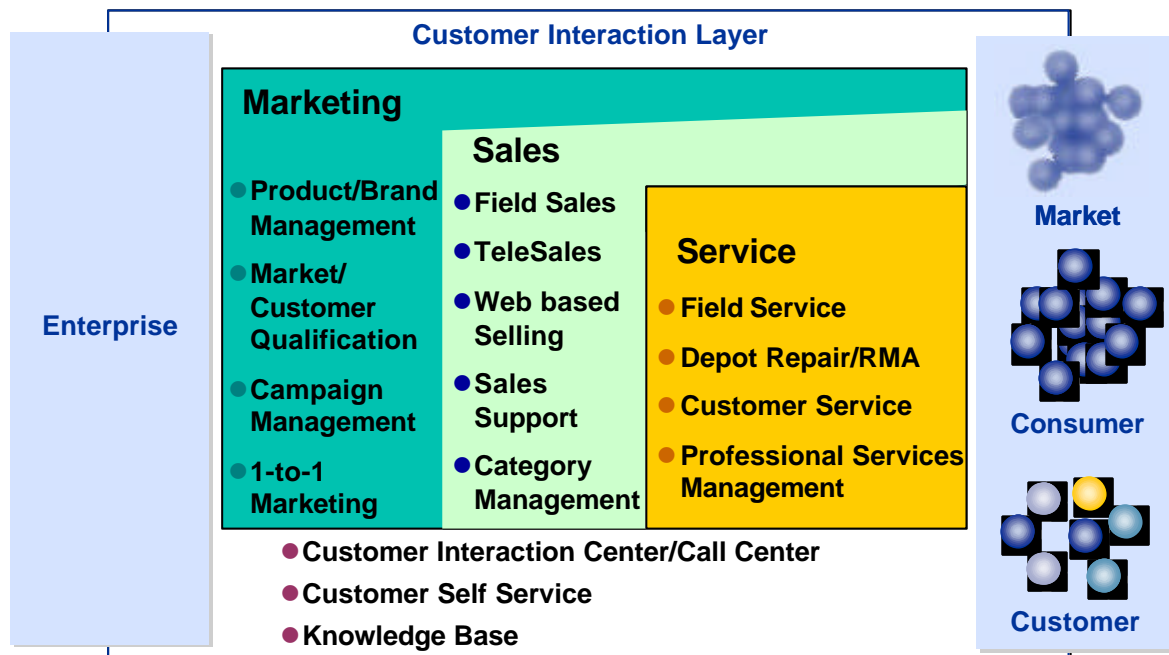 Customer Interaction Layer
Enterprise
Marketing
Product/Brand
Management
Market/
Customer
Qualification
Campaign
Management
1-to-1
Marketing
Sales
Field Sales
TeleSales
Web based
Selling
Sales
Support
Category
Management
Service
Field Service
Depot Repair/RMA
Customer Service
Professional Services
Management
Customer Interaction Center/Call Center
Customer Self Service
Knowledge Base
Market
Consumer
Customer